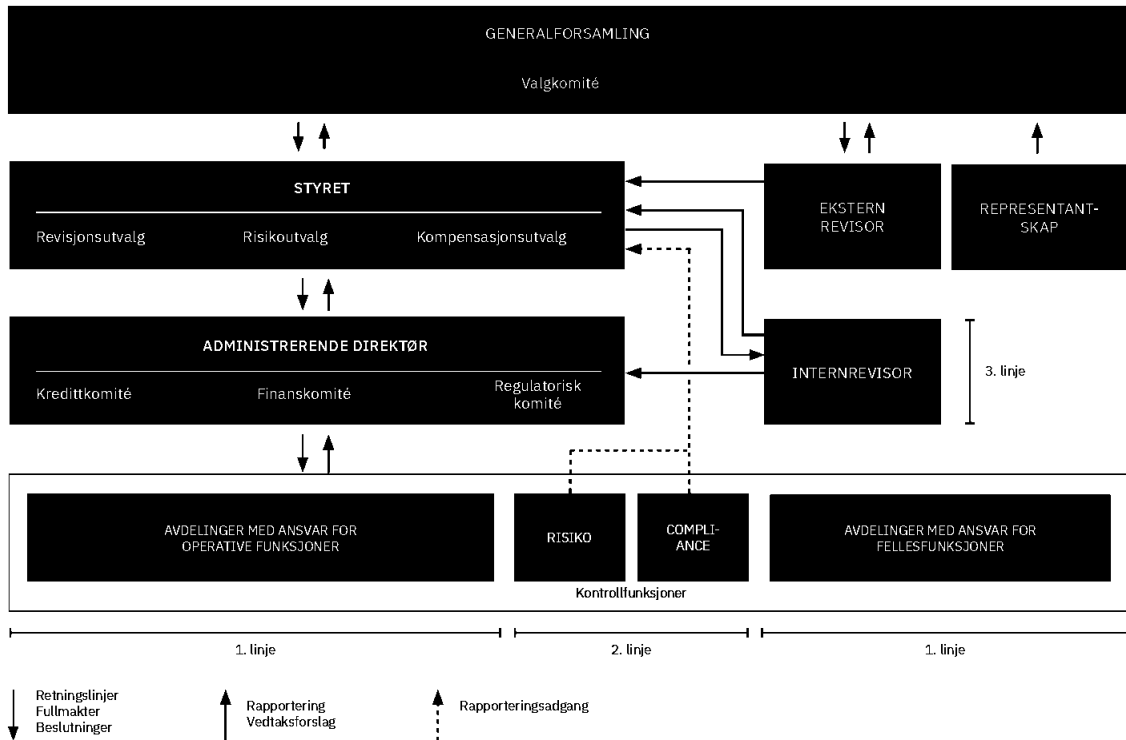 GENERALFORSAMLING
Valgkomité
STYRET
Revisjonsutvalg
Risikoutvalg
Kompensasjonsutvalg
EKSTERN
REVISOR
REPRESENTANT-
SKAP
ADMINISTRERENDE DIREKTØR
Kredittkomité
Finanskomité
Regulatorisk
komité
INTERNREVISOR
3. linje
AVDELINGER MED ANSVAR FOR
OPERATIVE FUNKSJONER
RISIKO
COMPLI-
ANCE
AVDELINGER MED ANSVAR FOR
FELLESFUNKSJONER
Kontrollfunksjoner
1. linje
2. linje
1. linje
Retningslinjer
Fullmakter
Beslutninger
Rapportering
Vedtaksforslag
Rapporteringsadgang